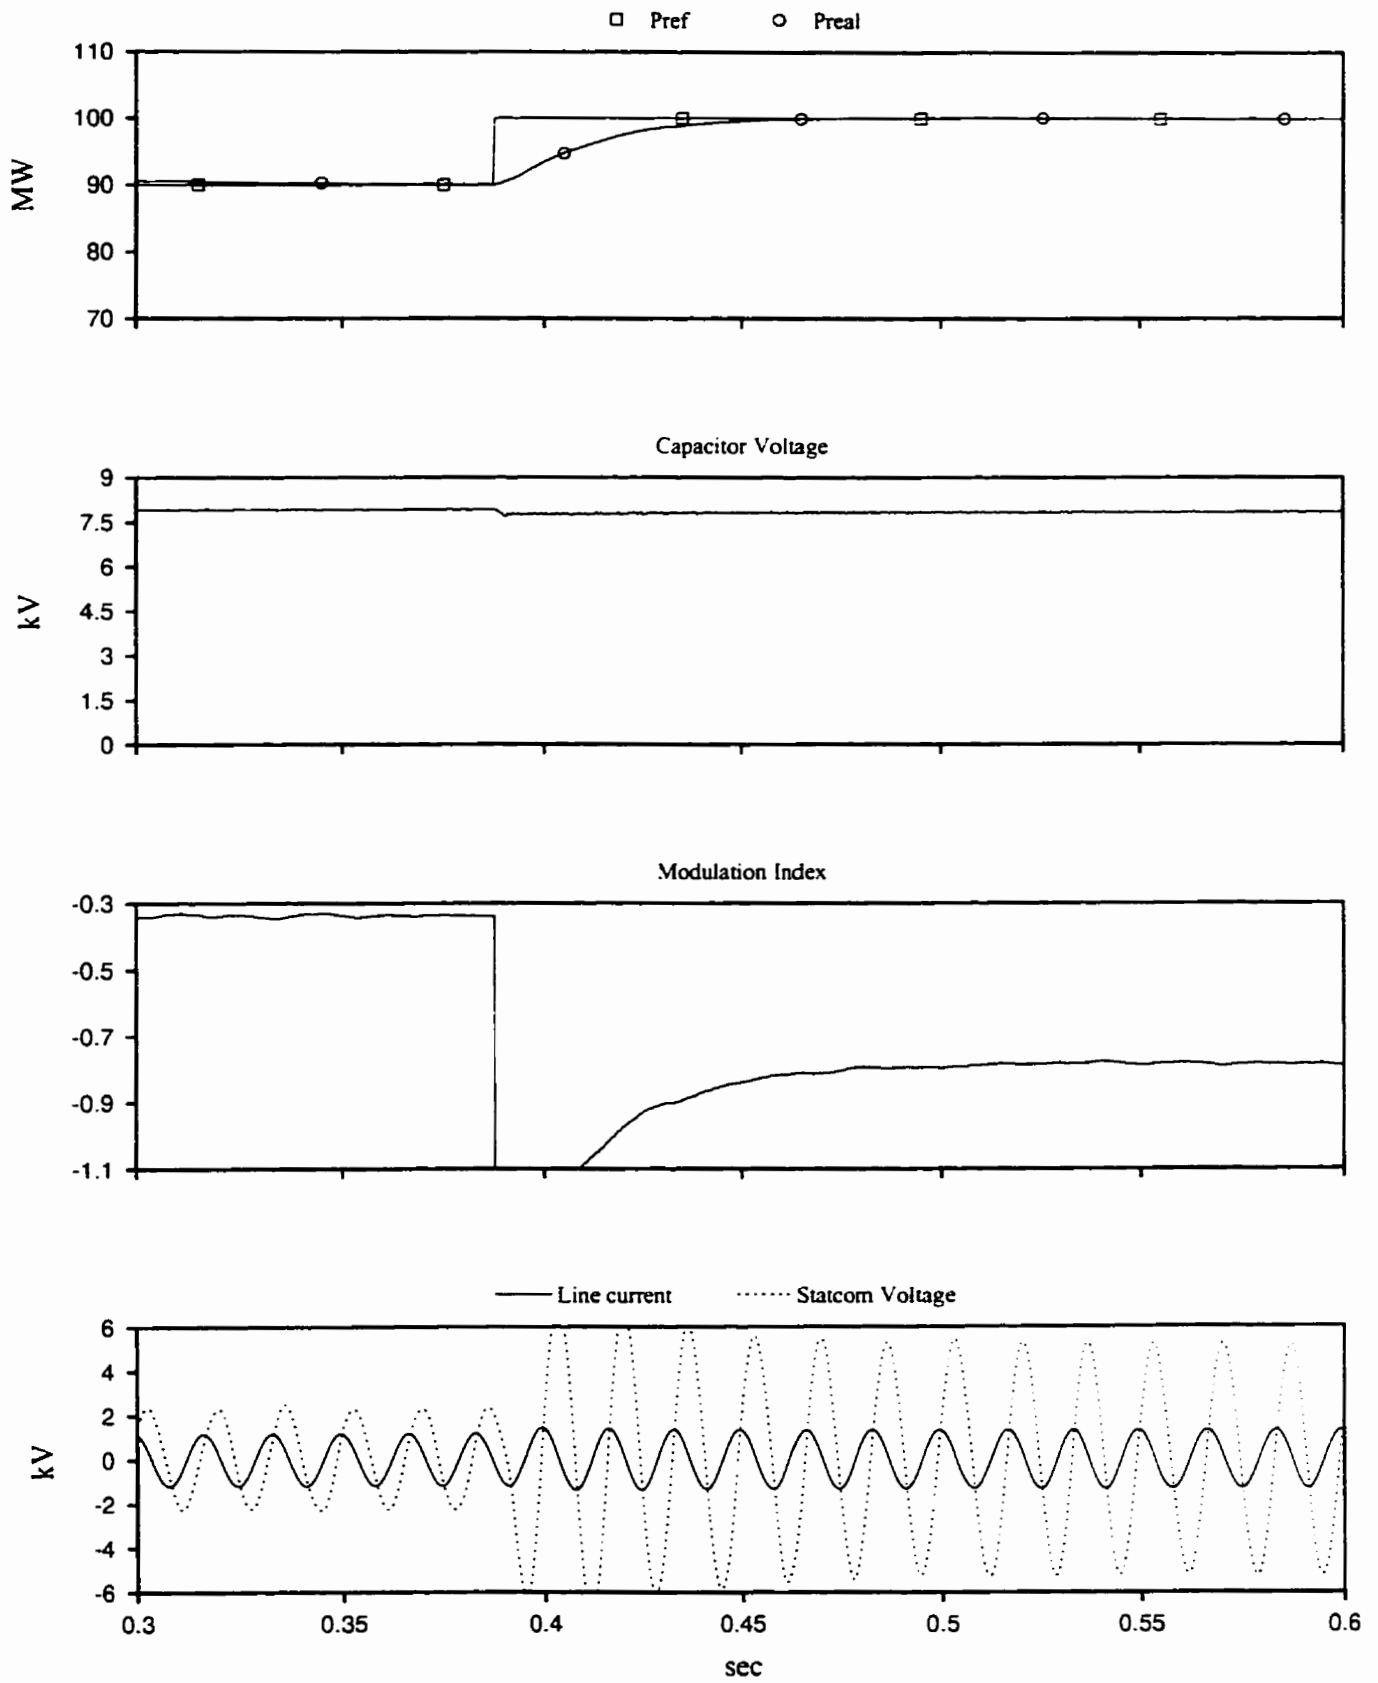 Pref Preal
110
100
90
80
70
MW
Capacitor Voltage
9
7.5
6
4.5
3
1.5
0
kV
Modulation Index
-0.3
-0.5
-0.7
-0.9
-1.1
Line current Statcom Voltage
6
4
2
0
-2
-4
-6
kV
0.3 0.35 0.4 0.45 0.5 0.55 0.6
sec